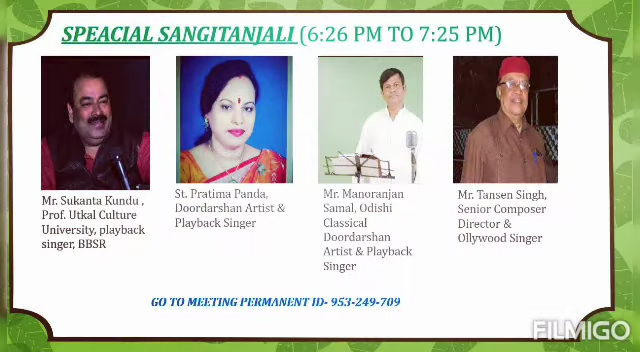 SPEACIAL SANGITANJALI (6:26 PM TO 7:25 PM)
Mr. Sukanta Kundu ,
Prof. Utkal Culture
University, playback
singer, BBSR
St. Pratima Panda,
Doordarshan Artist &
Playback Singer
Mr. Manoranjan
Samal, Odishi
Classical
Doordarshan
Artist & Playback
Singer
Mr. Tansen Singh,
Senior Composer
Director &
Ollywood Singer
GO TO MEETING PERMANENT ID- 953-249-709
FILMIGO